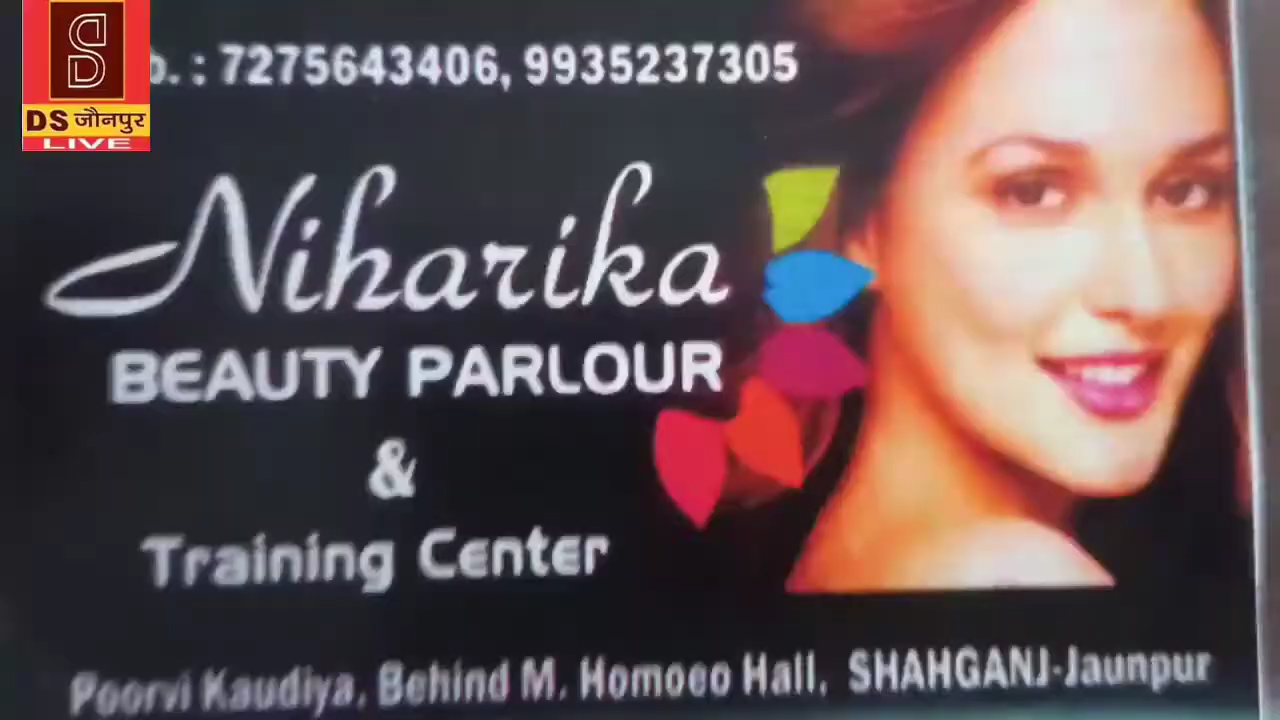 S
DS जौनपुर
LIVE
b. : 7275643406, 9935237305
Niharika
BEAUTY PARLOUR
&
Training Center
Poorvi Kaudiya, Behind M. Homoeo Hall, SHAHGANJ-Jaunpur